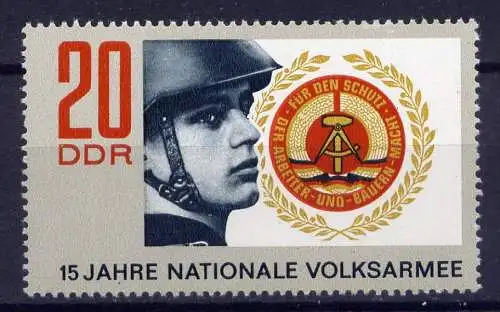 20
DDR
FÜR DEN SCHUTZ · DER ARBEITER-UND-BAUERN-MACHT ·
15 JAHRE NATIONALE VOLKSARMEE